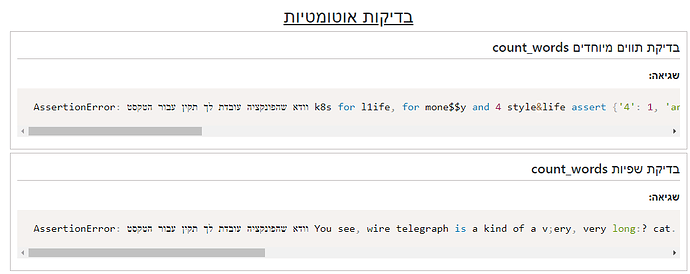 בדיקות אוטומטיות
בדיקת תווים מיוחדים count_words
שגיאה:
AssertionError: וודא שהפונקציה עובדת לך תקין עבור הטקסט k8s for l1ife, for mone$$y and 4 style&life assert {'4': 1, 'an
בדיקת שפיות count_words
שגיאה:
AssertionError: וודא שהפונקציה עובדת לך תקין עבור הטקסט You see, wire telegraph is a kind of a v;ery, very long:? cat.